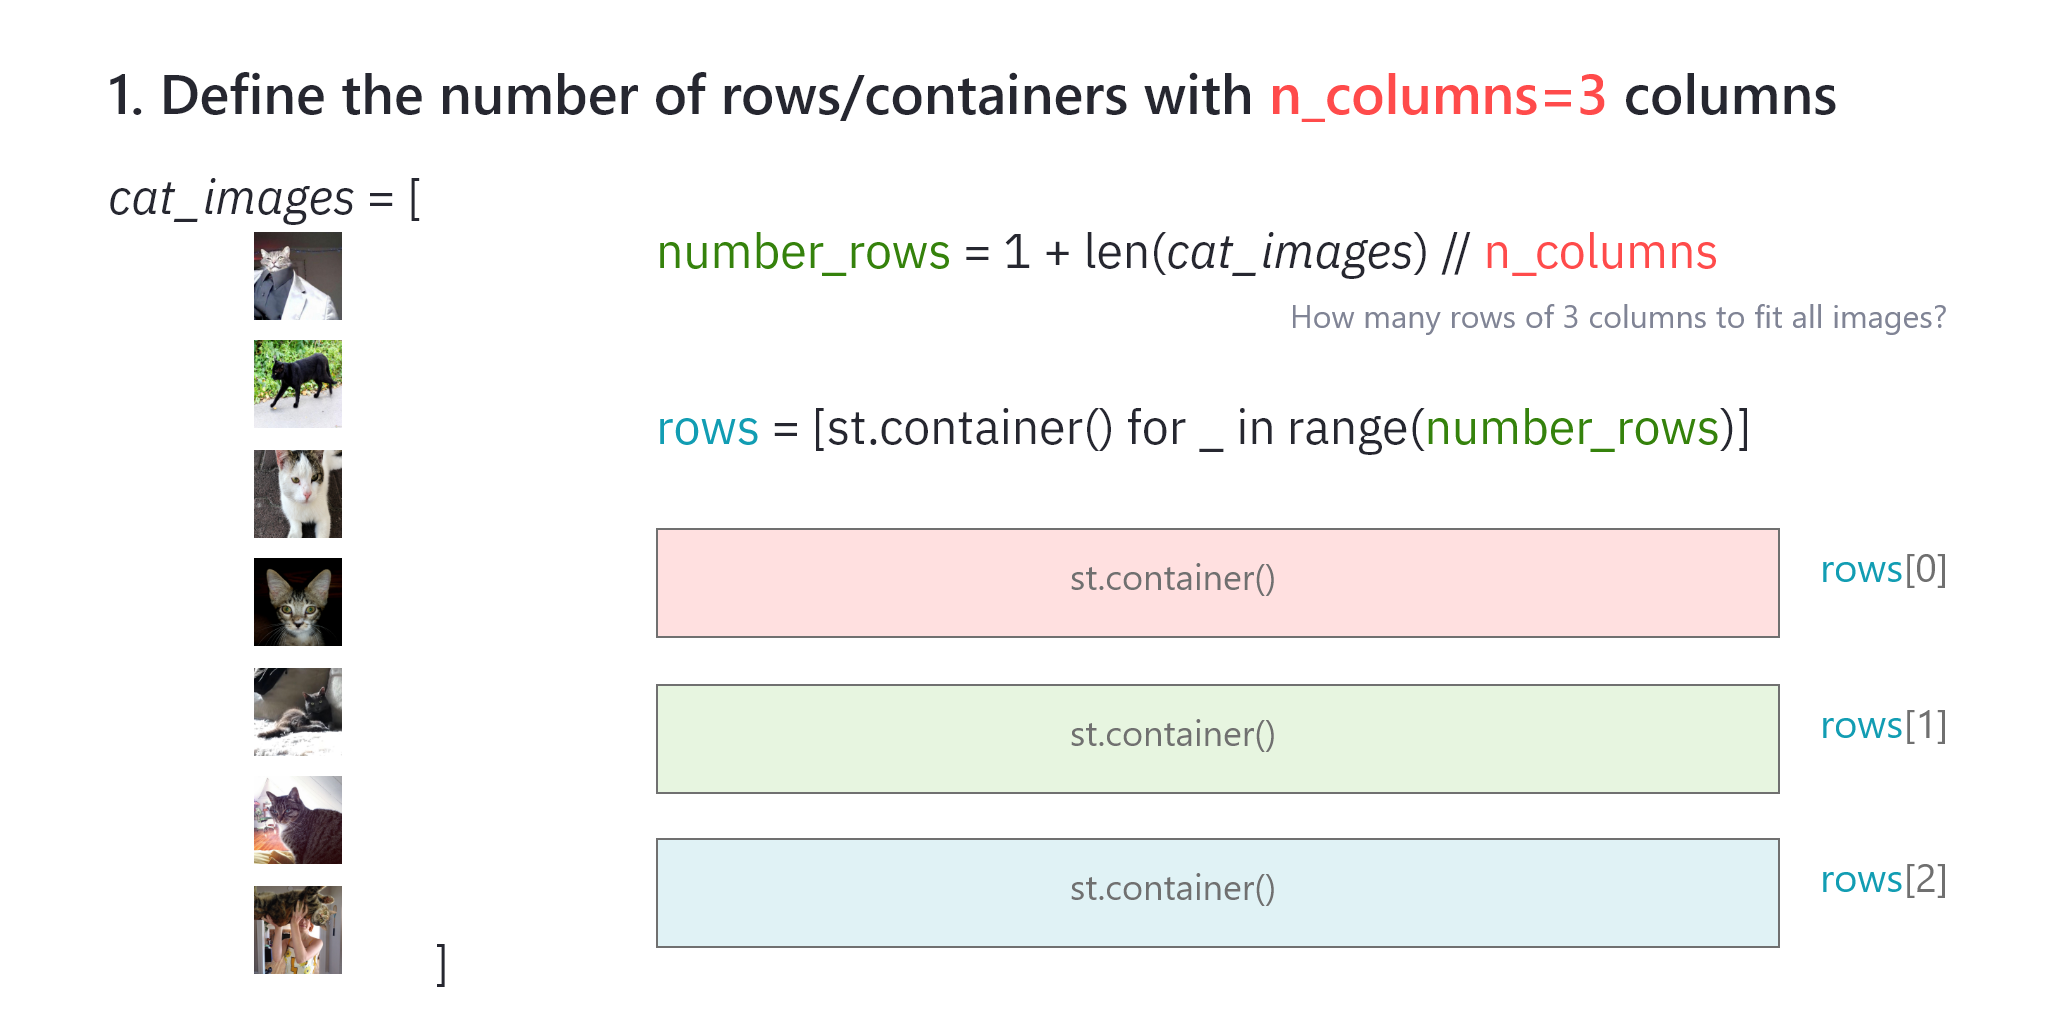 1. Define the number of rows/containers with n_columns=3 columns
cat_images = [
]
number_rows = 1 + len(cat_images) // n_columns
How many rows of 3 columns to fit all images?
rows = [st.container() for _ in range(number_rows)]
st.container()
rows[0]
st.container()
rows[1]
st.container()
rows[2]